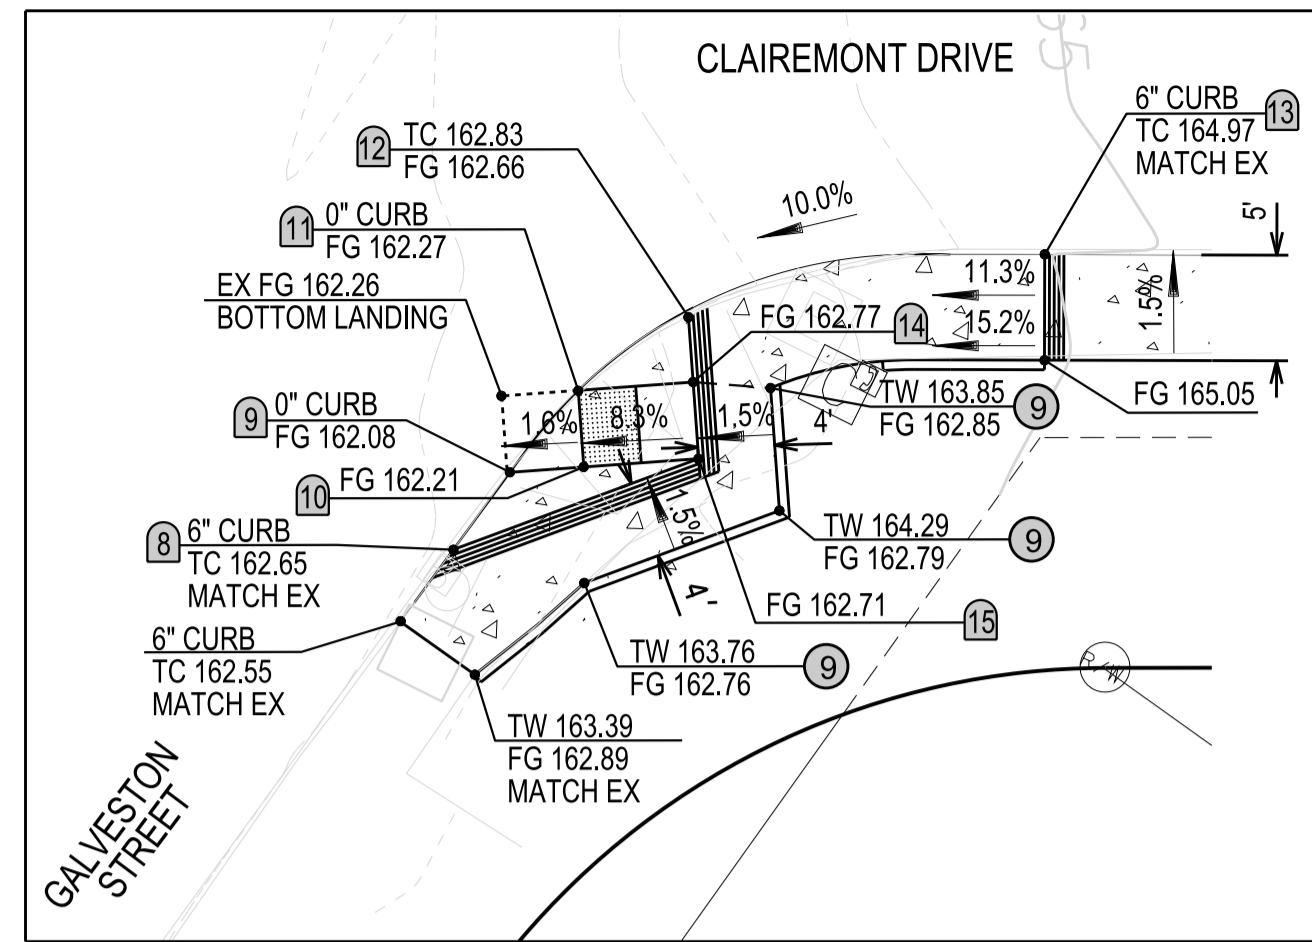 CLAIREMONT DRIVE
6" CURB 13
TC 164.97
MATCH EX
12 TC 162.83
FG 162.66
10.0%
5'
11 0" CURB
FG 162.27
EX FG 162.26
BOTTOM LANDING
11.3%
15.2%
1.5%
FG 162.77 14
9 0" CURB
FG 162.08
1.6%
8.3%
1.5%
4'
TW 163.85 9
FG 162.85
FG 165.05
10 FG 162.21
8 6" CURB
TC 162.65
MATCH EX
1.5%
4'
TW 164.29 9
FG 162.79
FG 162.71 15
6" CURB
TC 162.55
MATCH EX
TW 163.76 9
FG 162.76
R/W
TW 163.39
FG 162.89
MATCH EX
GALVESTON
STREET